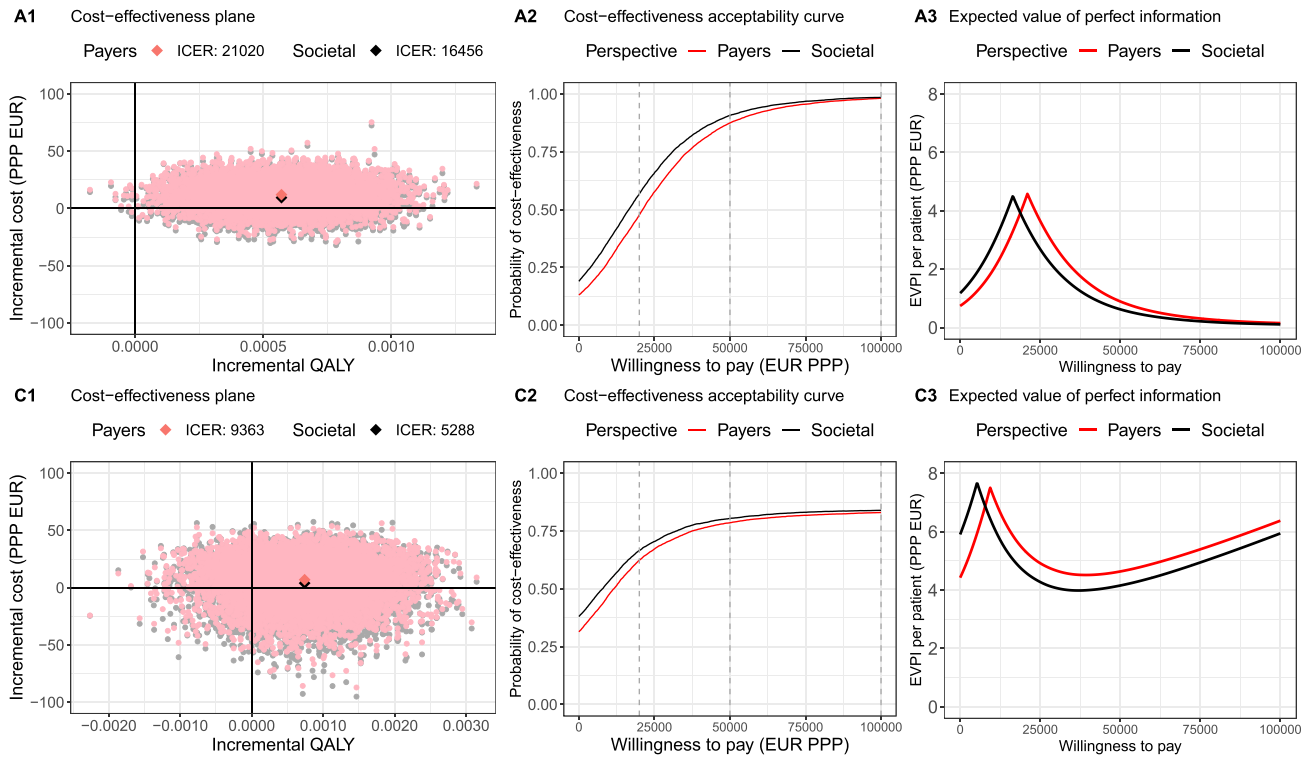 A1 Cost−effectiveness plane
Payers ICER: 21020 Societal ICER: 16456
Incremental cost (PPP EUR)
100
50
0
−50
−100
0.0000 0.0005 0.0010
Incremental QALY
A2 Cost−effectiveness acceptability curve
Perspective Payers Societal
Probability of cost−effectiveness
1.00
0.75
0.50
0.25
0.00
0 25000 50000 75000 100000
Willingness to pay (EUR PPP)
A3 Expected value of perfect information
Perspective Payers Societal
EVPI per patient (PPP EUR)
8
6
4
2
0
0 25000 50000 75000 100000
Willingness to pay
C1 Cost−effectiveness plane
Payers ICER: 9363 Societal ICER: 5288
Incremental cost (PPP EUR)
100
50
0
−50
−100
−0.0020 −0.0010 0.0000 0.0010 0.0020 0.0030
Incremental QALY
C2 Cost−effectiveness acceptability curve
Perspective Payers Societal
Probability of cost−effectiveness
1.00
0.75
0.50
0.25
0.00
0 25000 50000 75000 100000
Willingness to pay (EUR PPP)
C3 Expected value of perfect information
Perspective Payers Societal
EVPI per patient (PPP EUR)
8
6
4
2
0
0 25000 50000 75000 100000
Willingness to pay